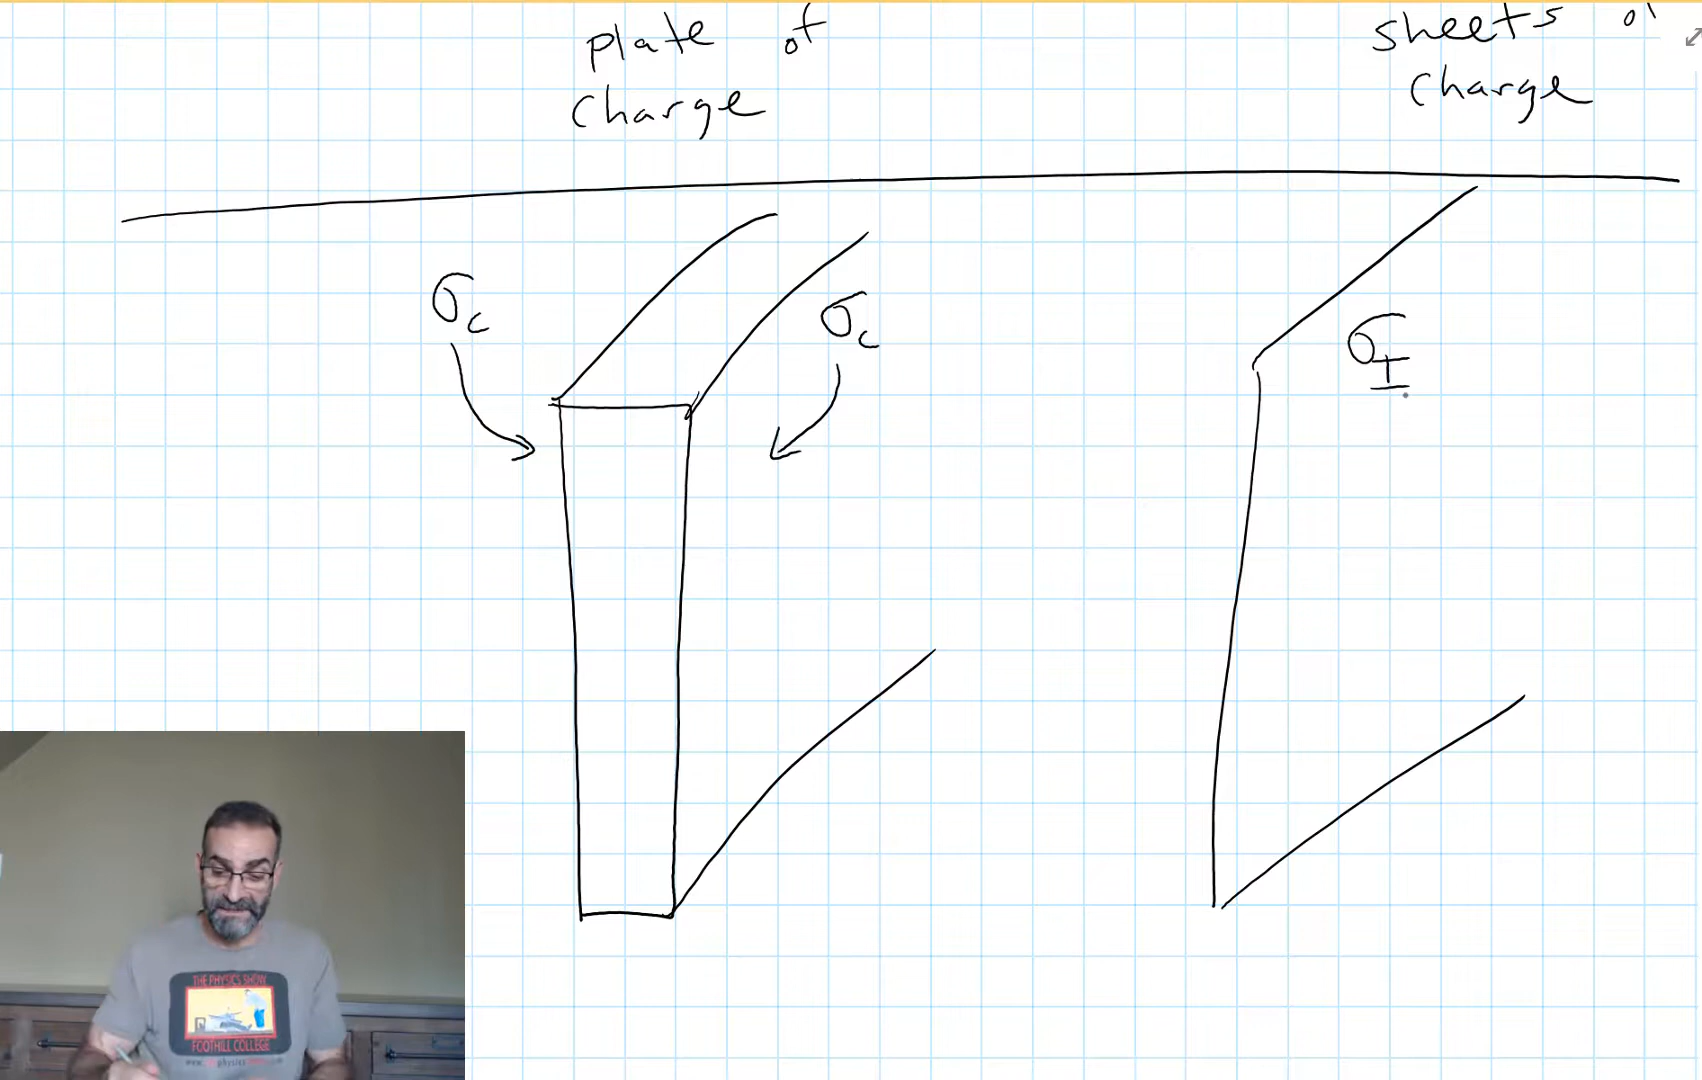 plate of
charge
sheets of
charge
σc
σc
σI
THE PHYSICS SHOW
FOOTHILL COLLEGE